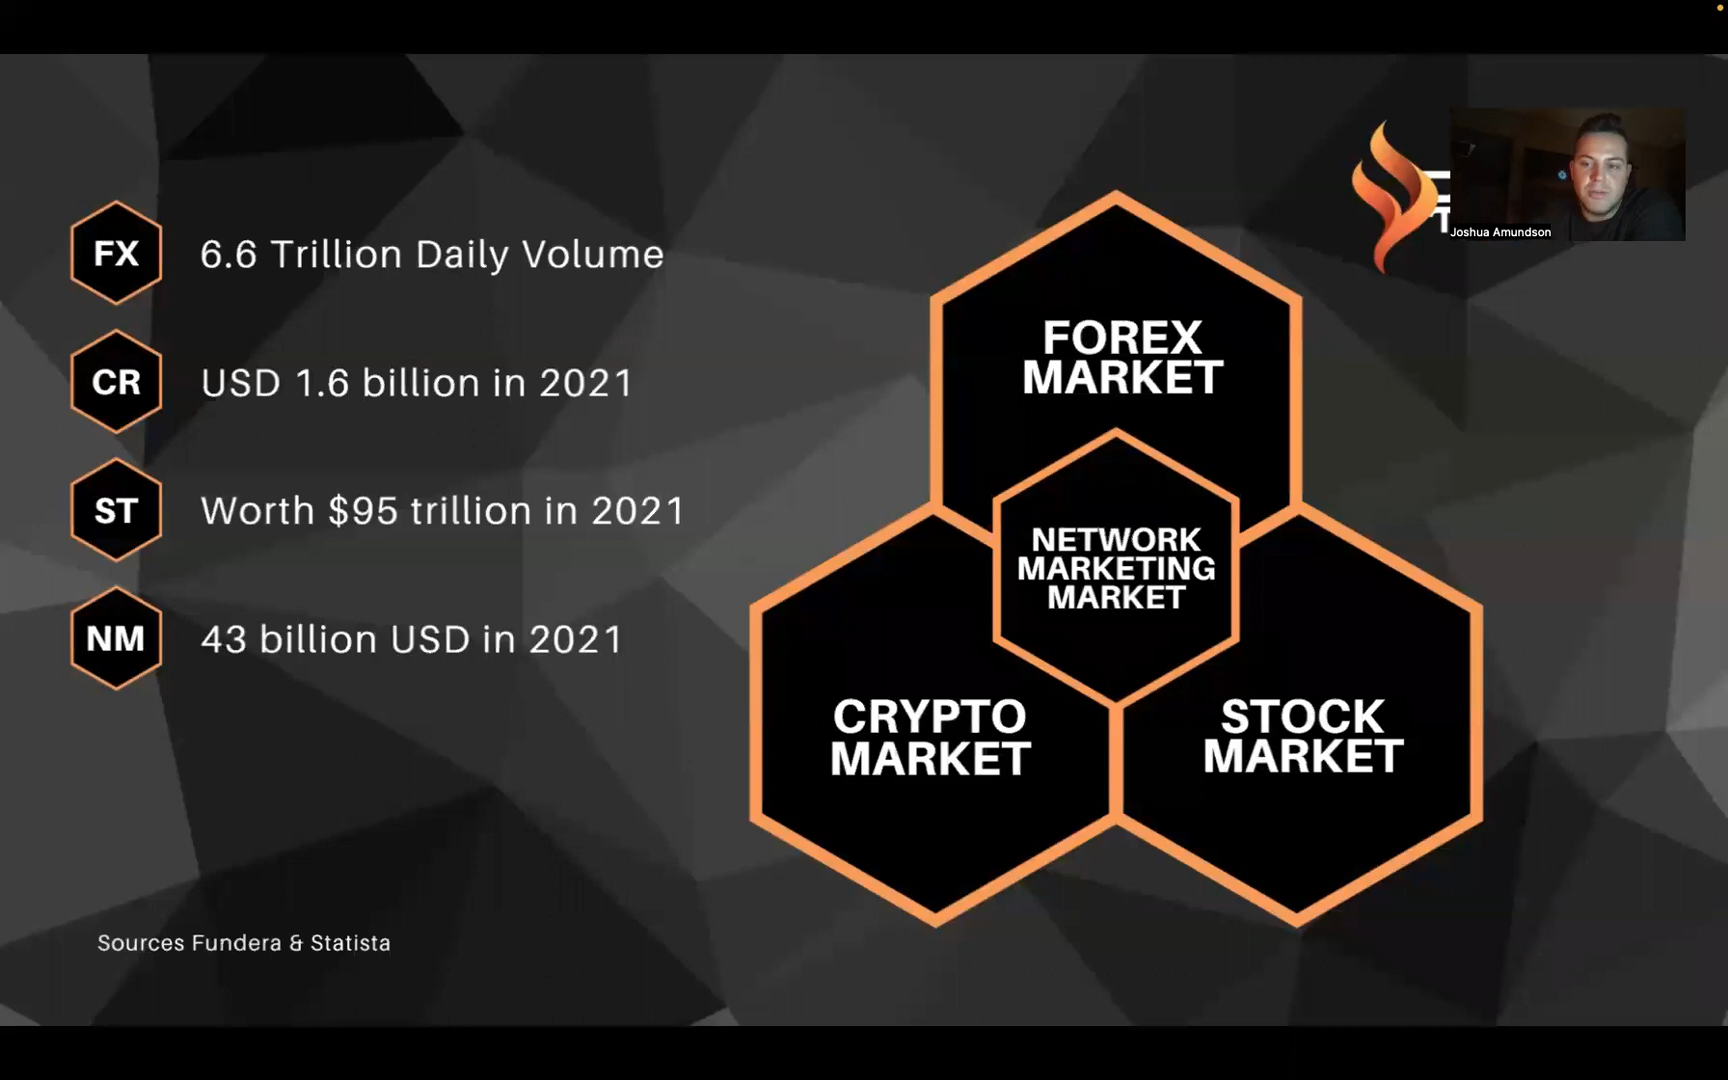 FX
6.6 Trillion Daily Volume
CR
USD 1.6 billion in 2021
ST
Worth $95 trillion in 2021
NM
43 billion USD in 2021
Sources Fundera & Statista
FOREX
MARKET
NETWORK
MARKETING
MARKET
CRYPTO
MARKET
STOCK
MARKET
Joshua Amundson